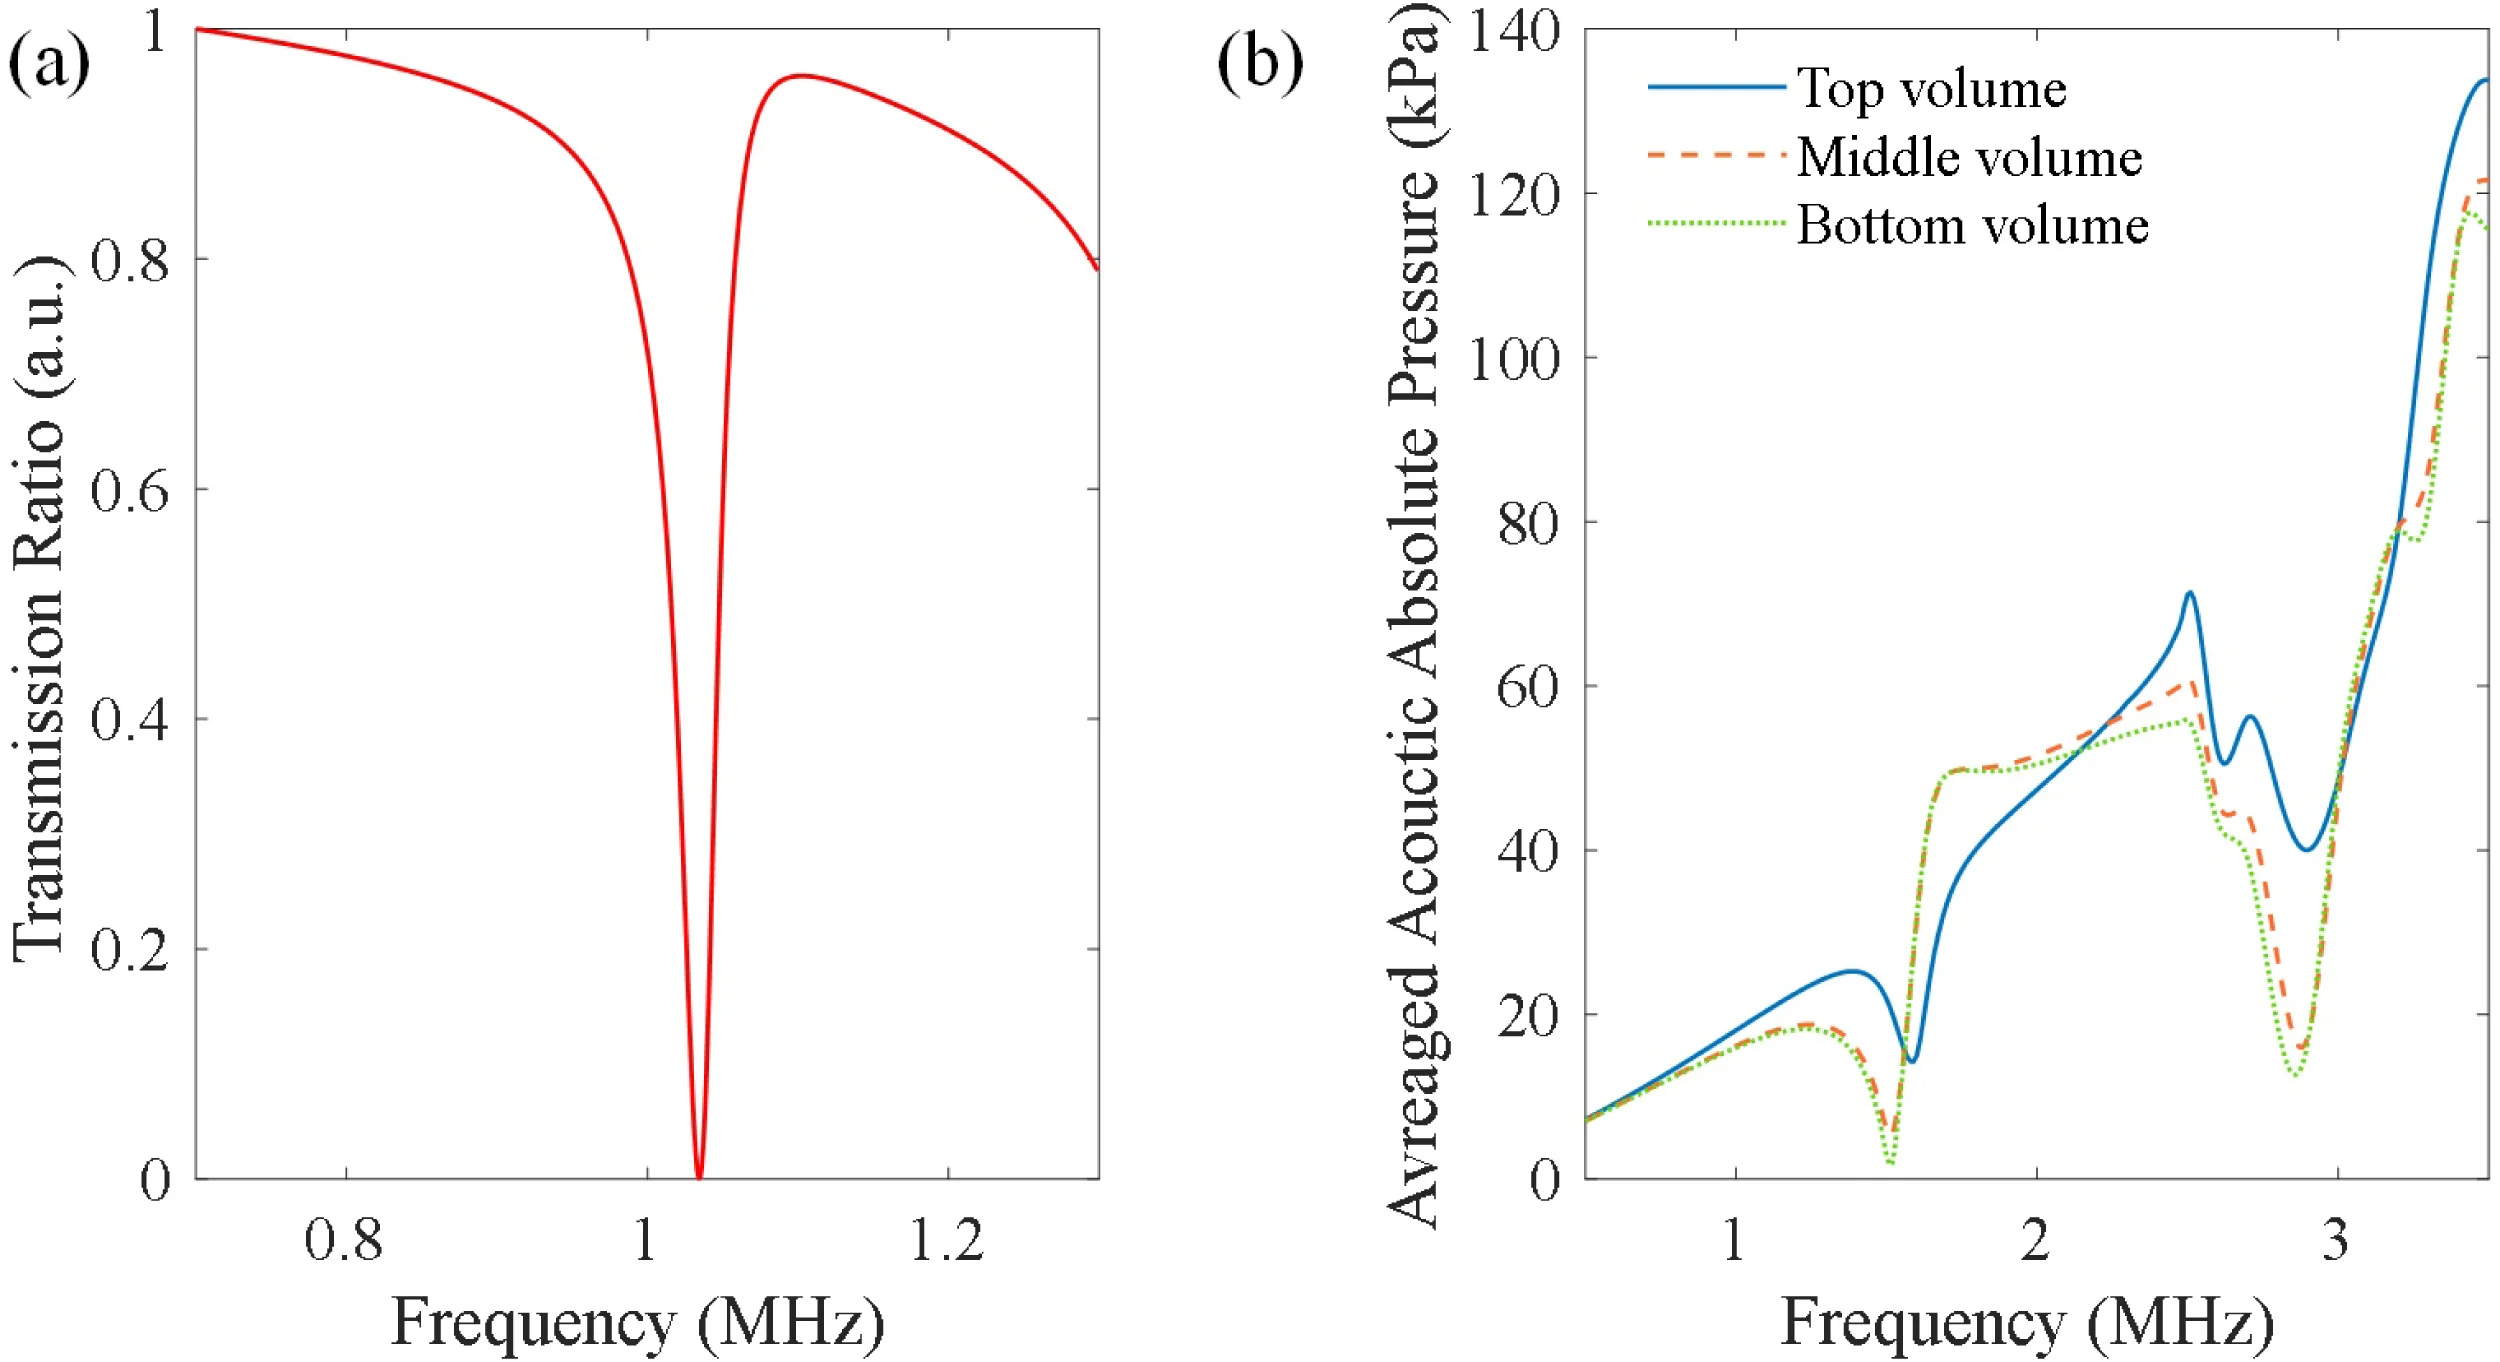 (a)
Transmission Ratio (a.u.)
1
0.8
0.6
0.4
0.2
0
0.8 1 1.2
Frequency (MHz)
(b)
Avreaged Acouctic Absolute Pressure (kPa)
140
120
100
80
60
40
20
0
Top volume
Middle volume
Bottom volume
1 2 3
Frequency (MHz)